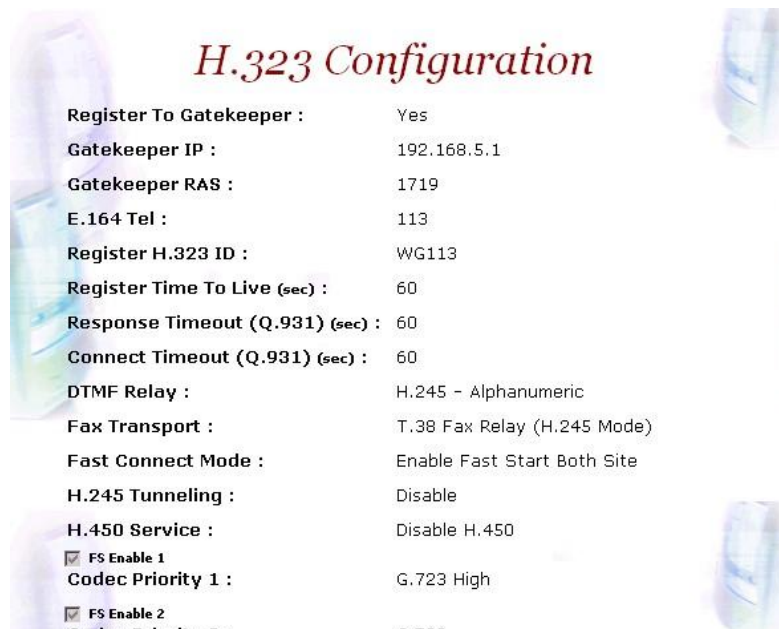 H.323 Configuration
Register To Gatekeeper : Yes
Gatekeeper IP : 192.168.5.1
Gatekeeper RAS : 1719
E.164 Tel : 113
Register H.323 ID : WG113
Register Time To Live (sec) : 60
Response Timeout (Q.931) (sec) : 60
Connect Timeout (Q.931) (sec) : 60
DTMF Relay : H.245 - Alphanumeric
Fax Transport : T.38 Fax Relay (H.245 Mode)
Fast Connect Mode : Enable Fast Start Both Site
H.245 Tunneling : Disable
H.450 Service : Disable H.450
FS Enable 1
Codec Priority 1 : G.723 High
FS Enable 2